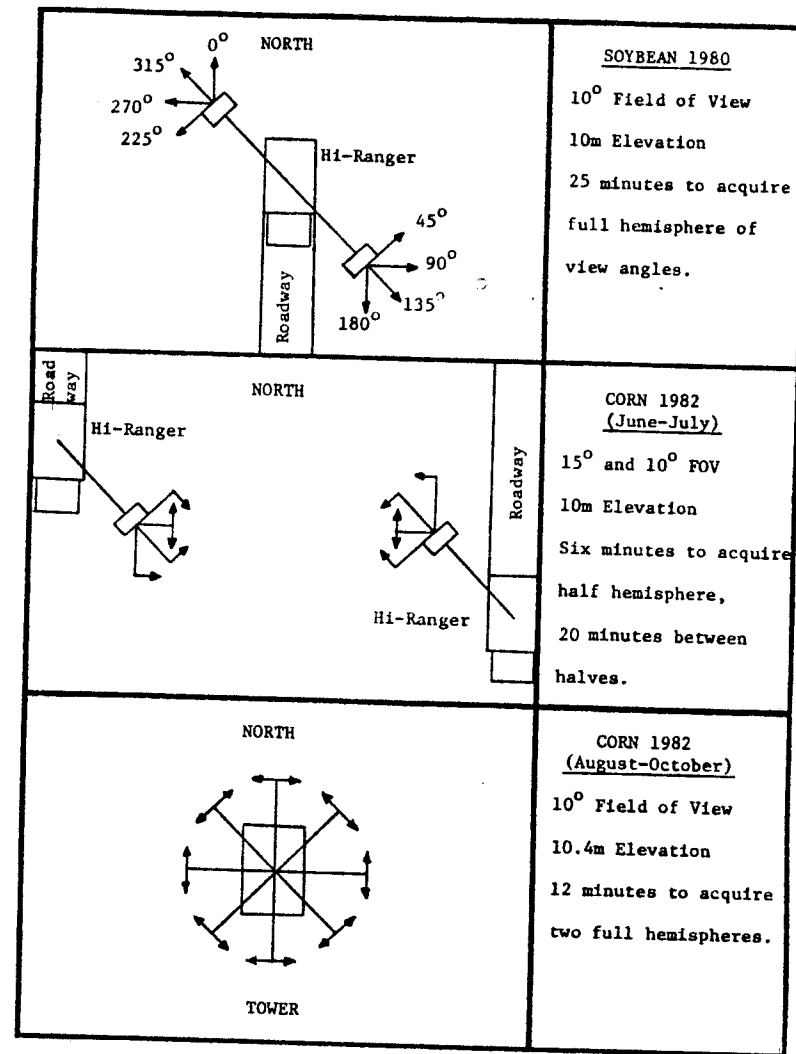 NORTH
0°
315°
270°
225°
Hi-Ranger
45°
90°
135°
180°
Roadway
SOYBEAN 1980
10° Field of View
10m Elevation
25 minutes to acquire
full hemisphere of
view angles.
Road
way
NORTH
Hi-Ranger
Roadway
Hi-Ranger
CORN 1982
(June-July)
15° and 10° FOV
10m Elevation
Six minutes to acquire
half hemisphere,
20 minutes between
halves.
NORTH
TOWER
CORN 1982
(August-October)
10° Field of View
10.4m Elevation
12 minutes to acquire
two full hemispheres.